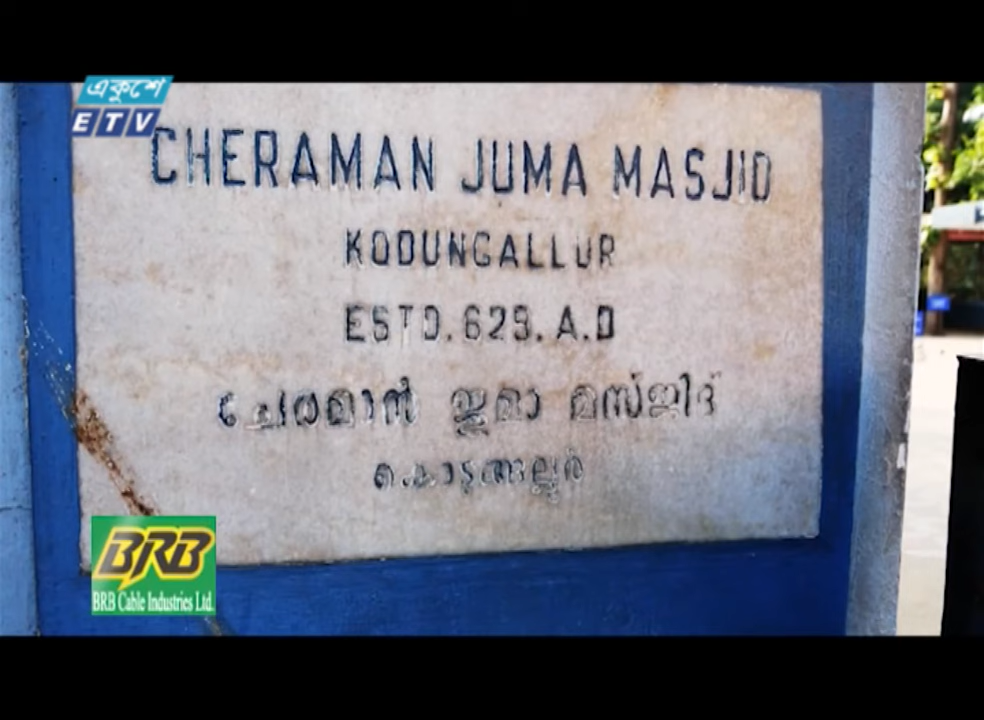 একুশে
ETV
CHERAMAN JUMA MASJID
KODUNGALLUR
ESTD. 629. A.D
ചേരമാൻ ജുമാ മസ്ജിദ്
കൊടുങ്ങല്ലൂർ
BRB
BRB Cable Industries Ltd.